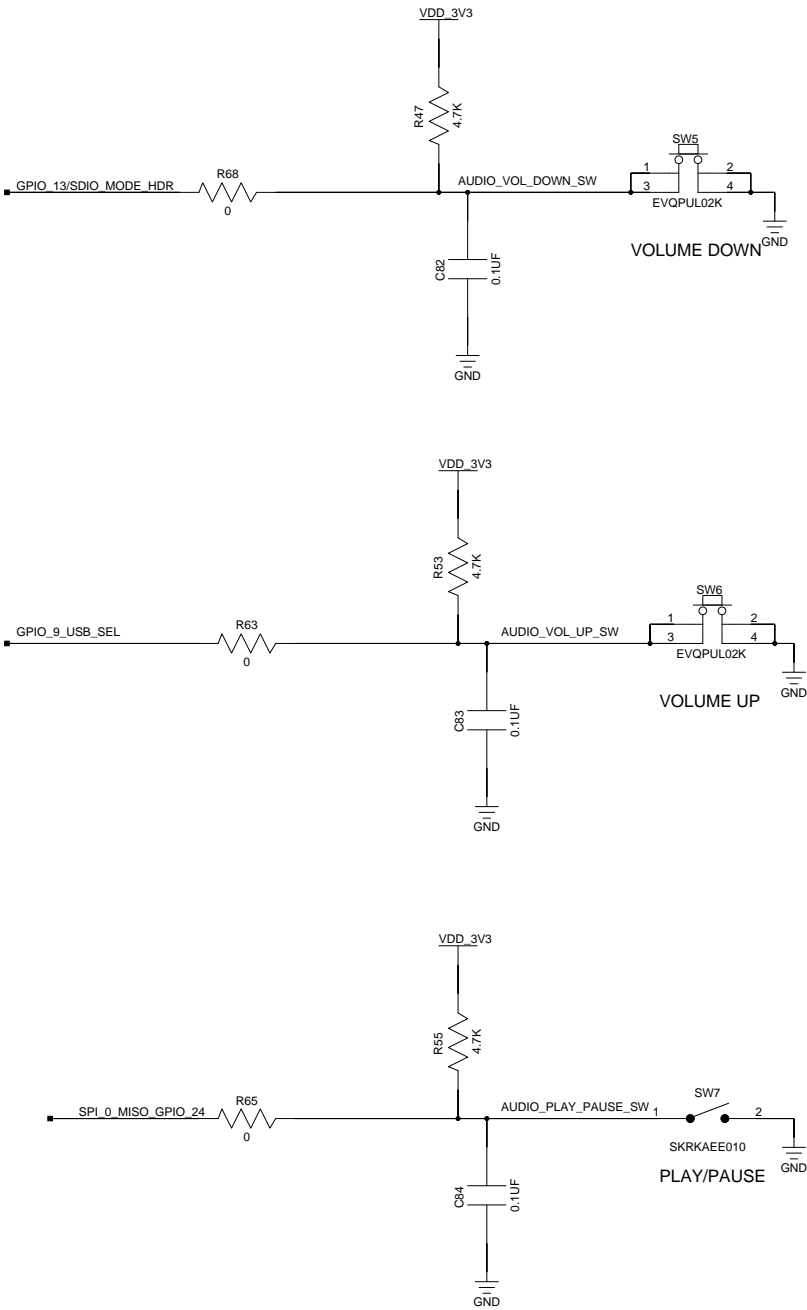 VDD_3V3
R47
4.7K
SW5
1 2
GPIO_13/SDIO_MODE_HDR R68 AUDIO_VOL_DOWN_SW 3 4
0 EVQPUL02K
VOLUME DOWN GND
C82
0.1UF
GND
VDD_3V3
R53
4.7K
SW6
1 2
GPIO_9_USB_SEL R63 AUDIO_VOL_UP_SW 3 4
0 EVQPUL02K
GND
VOLUME UP
C83
0.1UF
GND
VDD_3V3
R55
4.7K
SW7
SPI_0_MISO_GPIO_24 R65 AUDIO_PLAY_PAUSE_SW 1 2
0
SKRKAEE010
GND
PLAY/PAUSE
C84
0.1UF
GND